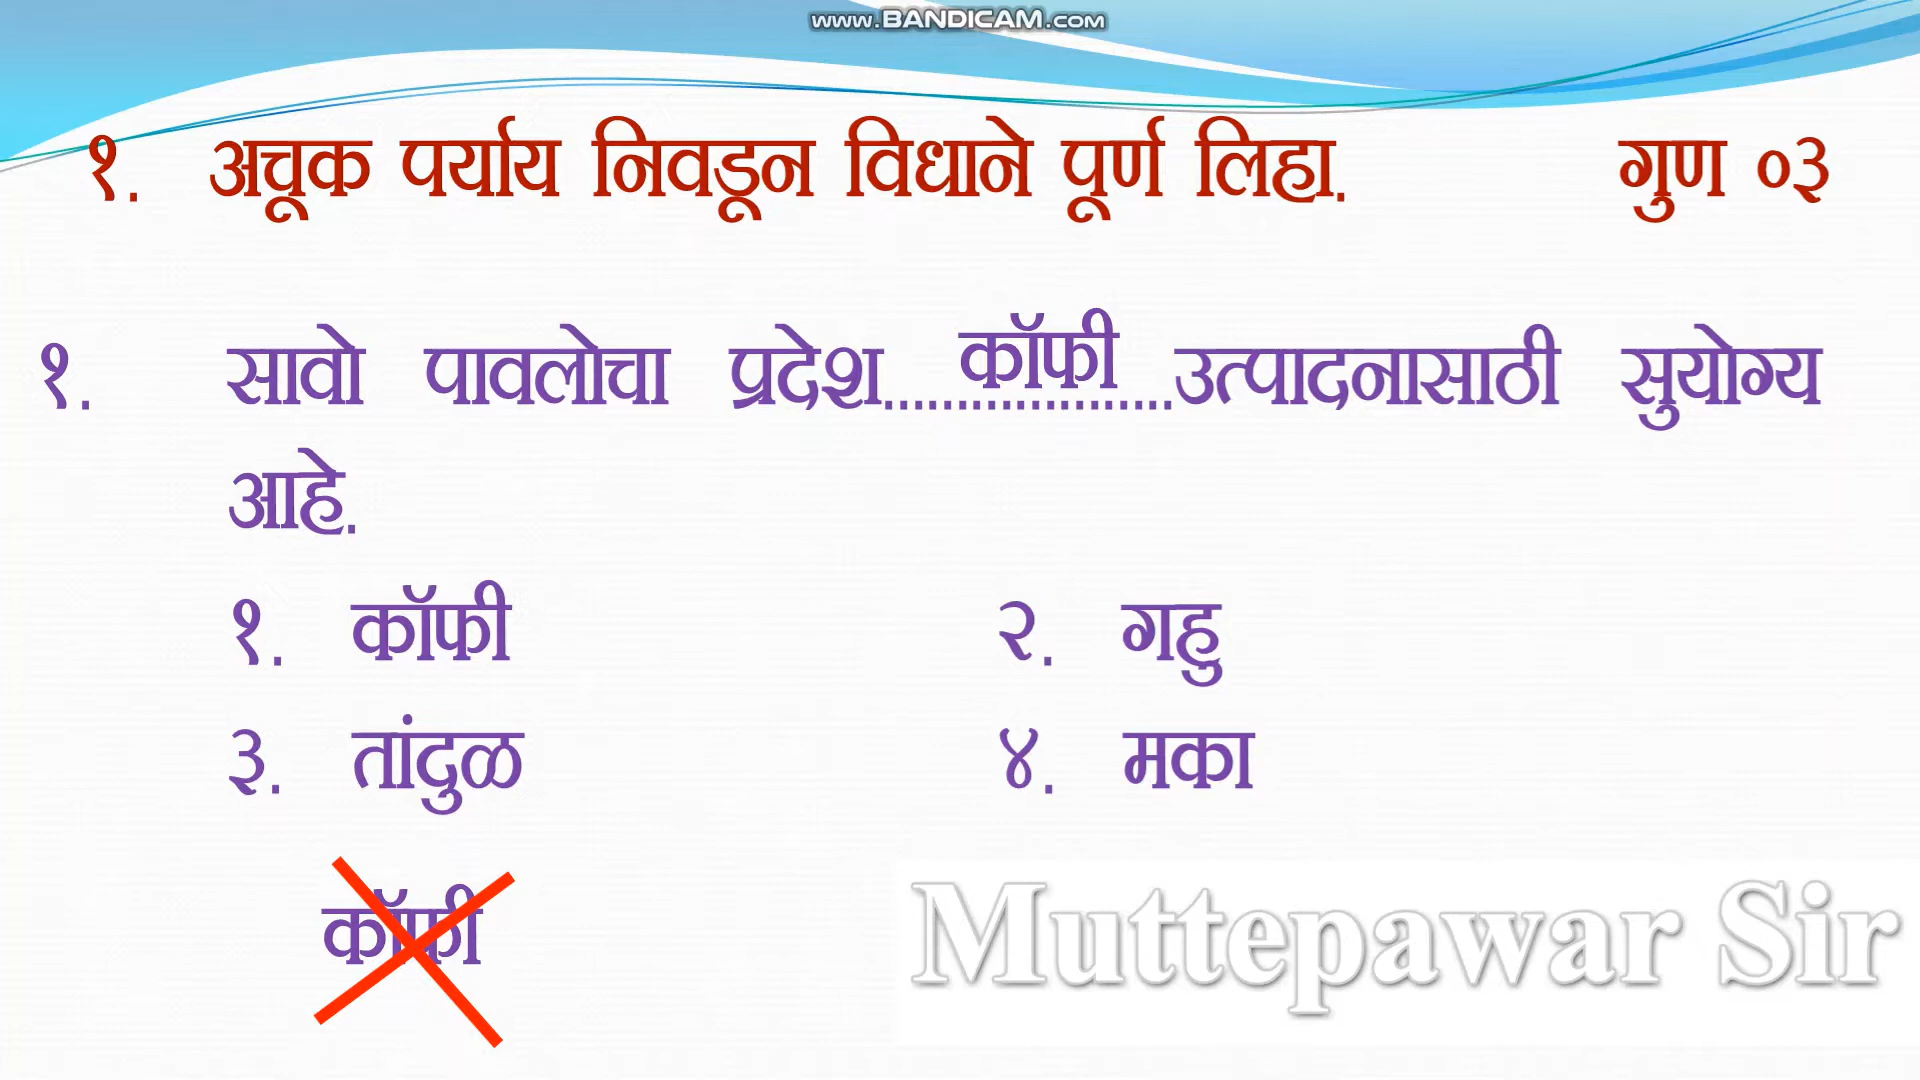 www.BANDICAM.com
१. अचूक पर्याय निवडून विधाने पूर्ण लिहा. गुण ०३
१. सावो पावलोचा प्रदेश....................उत्पादनासाठी सुयोग्य
कॉफी
आहे.
१. कॉफी २. गहु
३. तांदुळ ४. मका
कॉफी
Muttepawar Sir